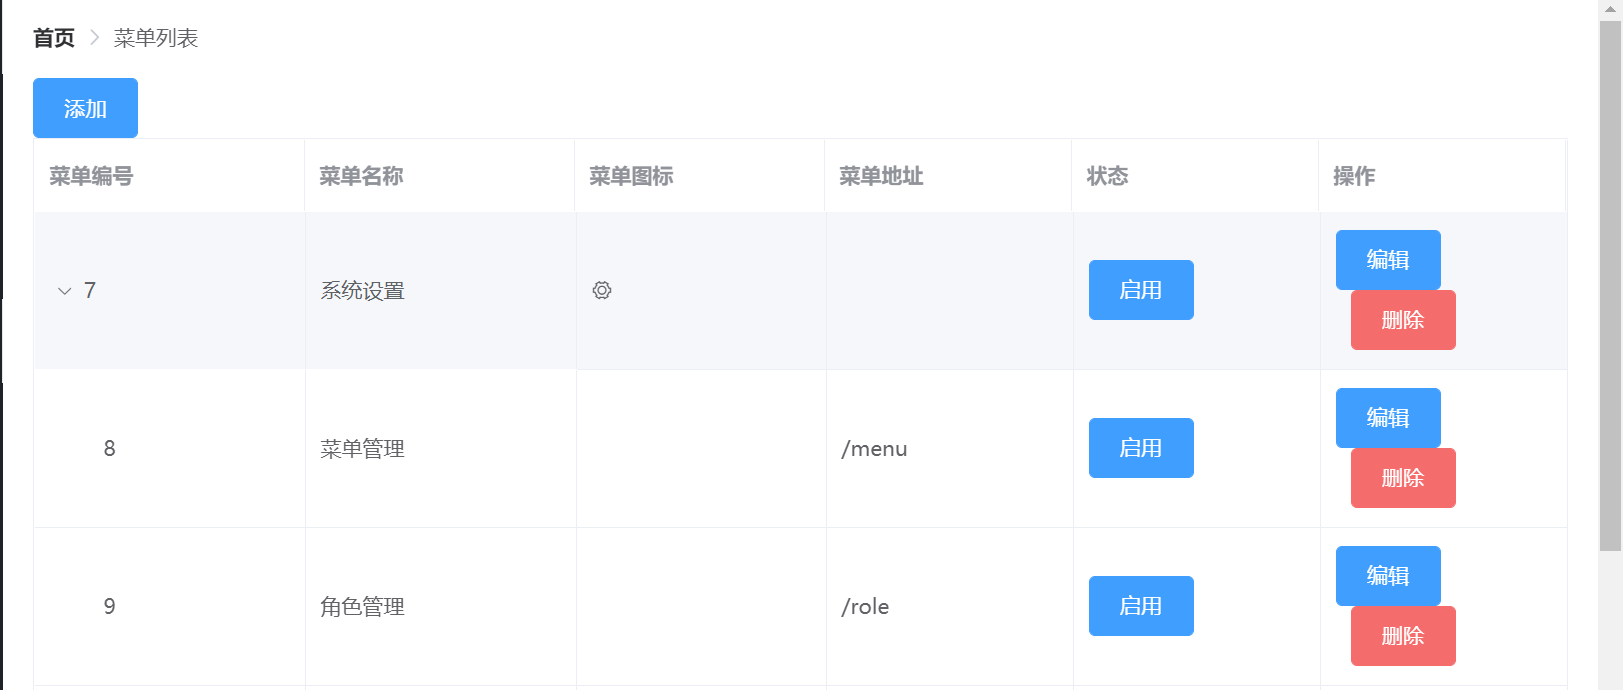 首页 > 菜单列表
添加
菜单编号 菜单名称 菜单图标 菜单地址 状态 操作
7 系统设置 启用 编辑
删除
8 菜单管理 /menu 启用 编辑
删除
9 角色管理 /role 启用 编辑
删除